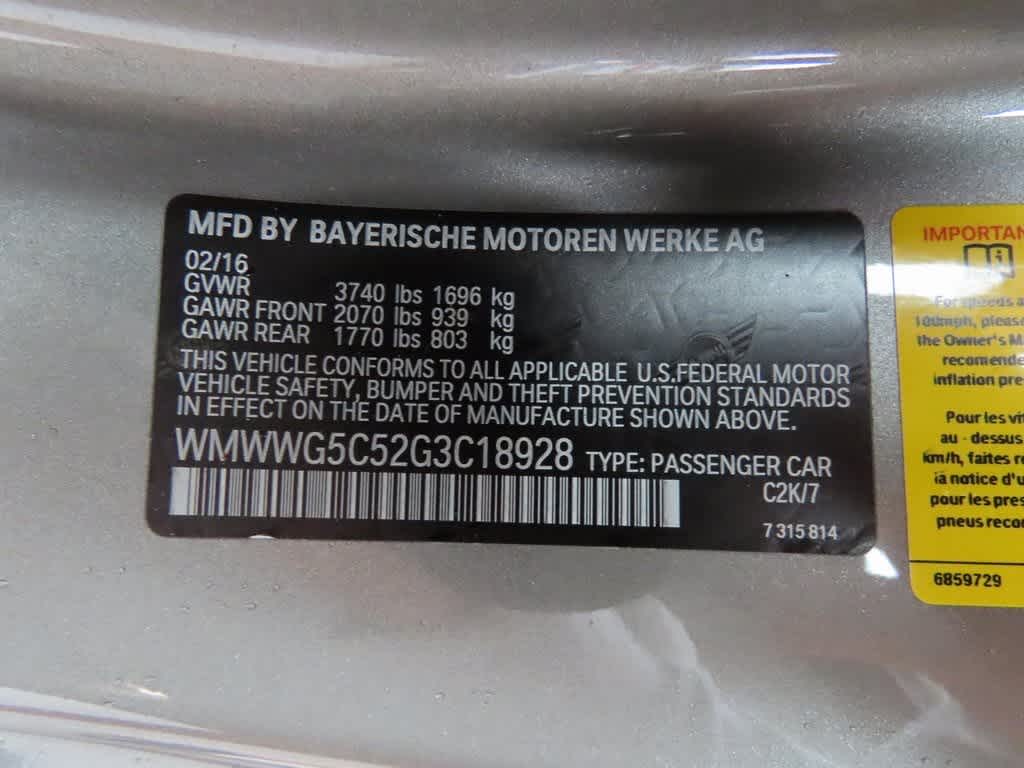 MFD BY BAYERISCHE MOTOREN WERKE AG
02/16
GVWR 3740 lbs 1696 kg
GAWR FRONT 2070 lbs 939 kg
GAWR REAR 1770 lbs 803 kg
THIS VEHICLE CONFORMS TO ALL APPLICABLE U.S.FEDERAL MOTOR
VEHICLE SAFETY, BUMPER AND THEFT PREVENTION STANDARDS
IN EFFECT ON THE DATE OF MANUFACTURE SHOWN ABOVE.
WMWWG5C52G3C18928 TYPE: PASSENGER CAR
C2K/7
7 315 814
IMPORTAN
For speeds a
100mph, please
the Owner's M
recomende
inflation pre
Pour les vit
au - dessus
km/h, faites re
la notice d'u
pour les pres
pneus recor
6859729